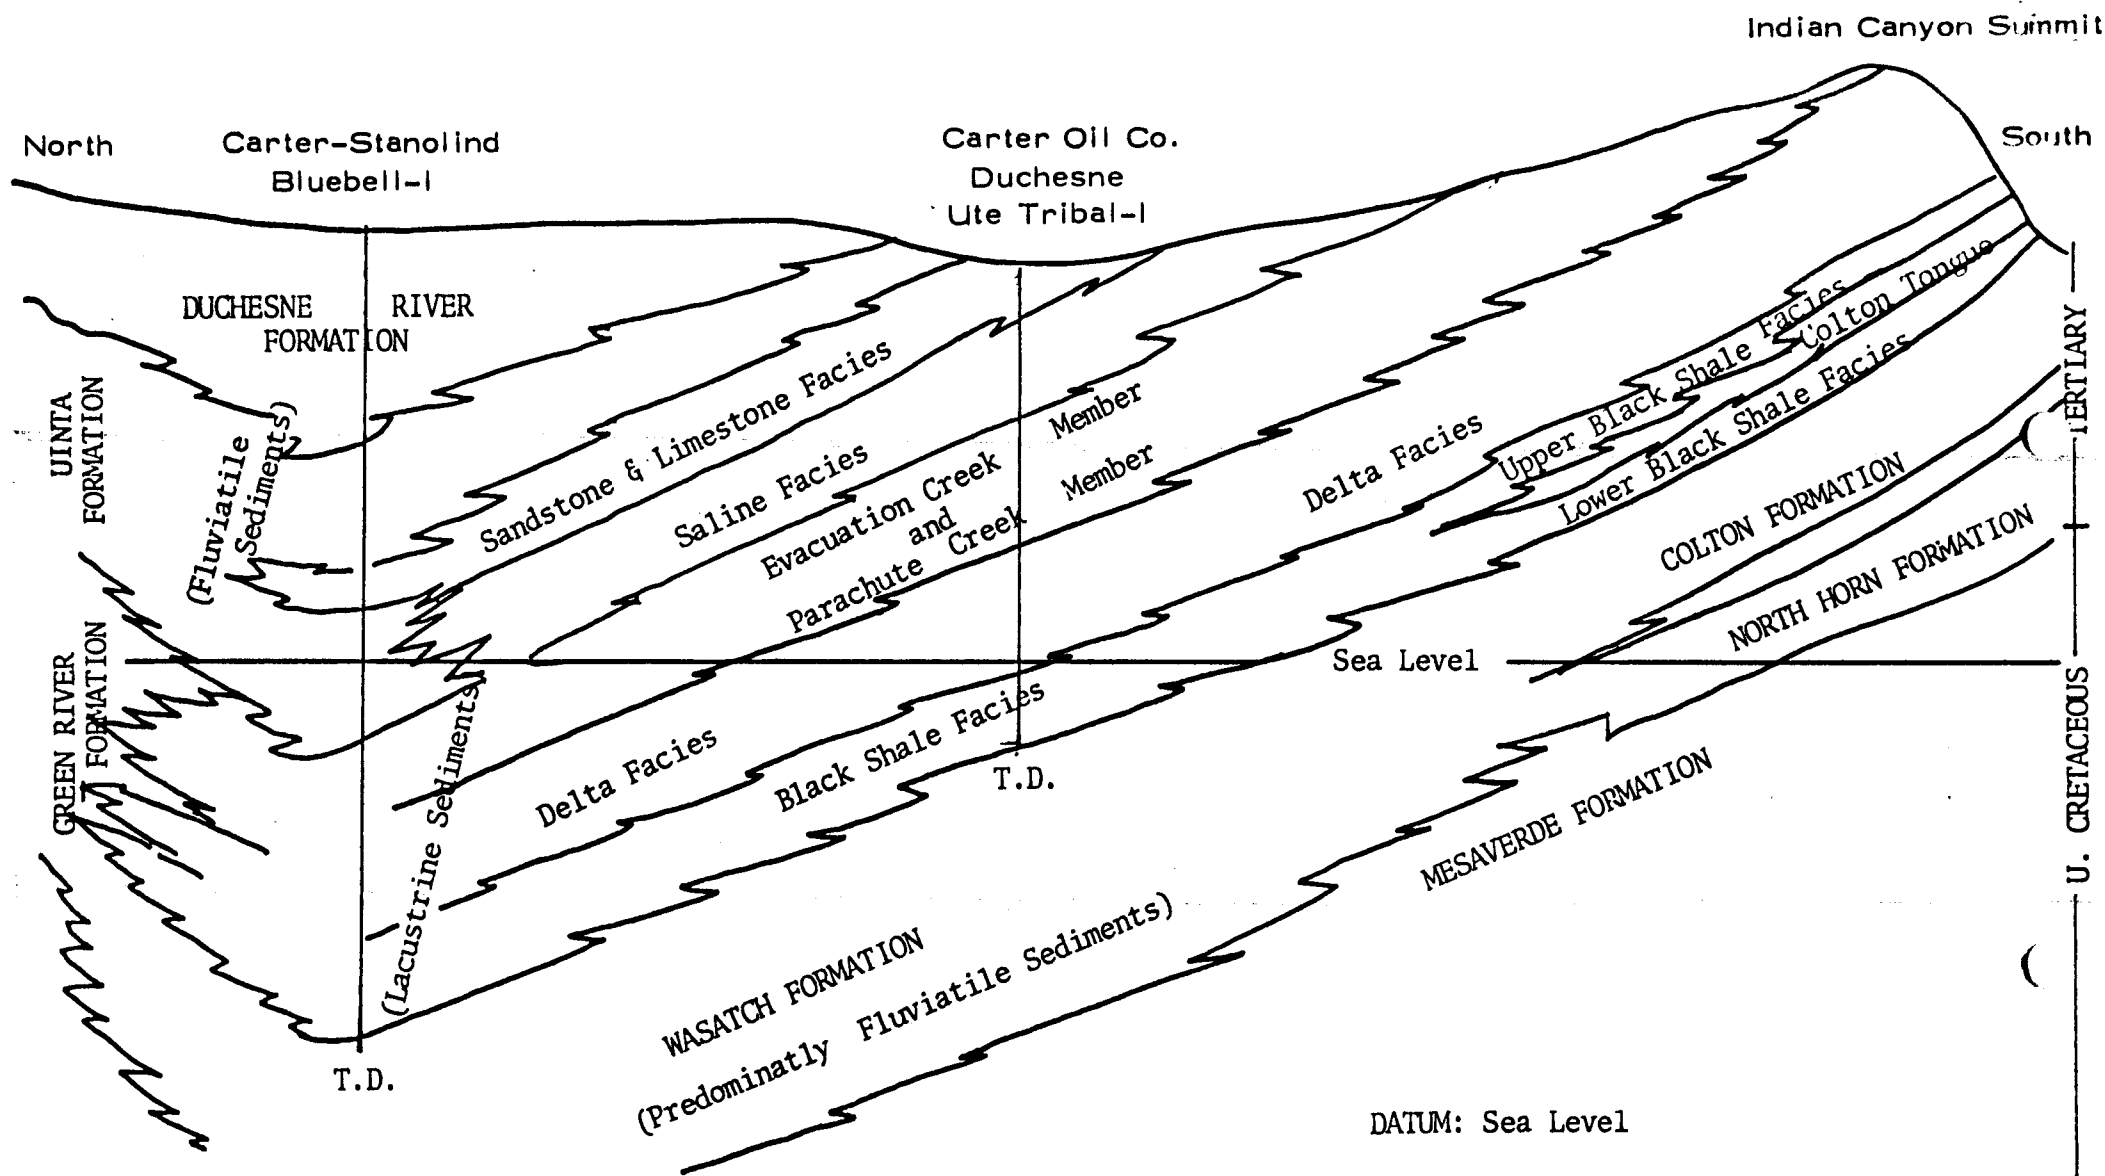 Indian Canyon Summit
North
Carter-Stanolind
Bluebell-1
Carter Oil Co.
Duchesne
Ute Tribal-1
South
DUCHESNE RIVER
FORMATION
UINTA
FORMATION
(Fluviatile
Sediments)
Sandstone & Limestone Facies
Saline Facies
Evacuation Creek Member
and
Parachute Creek Member
Delta Facies
Upper Black Shale Facies
Colton Tongue
Lower Black Shale Facies
TERTIARY
COLTON FORMATION
NORTH HORN FORMATION
GREEN RIVER
FORMATION
Sea Level
(Lacustrine Sediments)
Delta Facies
Black Shale Facies
T.D.
MESAVERDE FORMATION
U. CRETACEOUS
WASATCH FORMATION
(Predominatly Fluviatile Sediments)
T.D.
DATUM: Sea Level